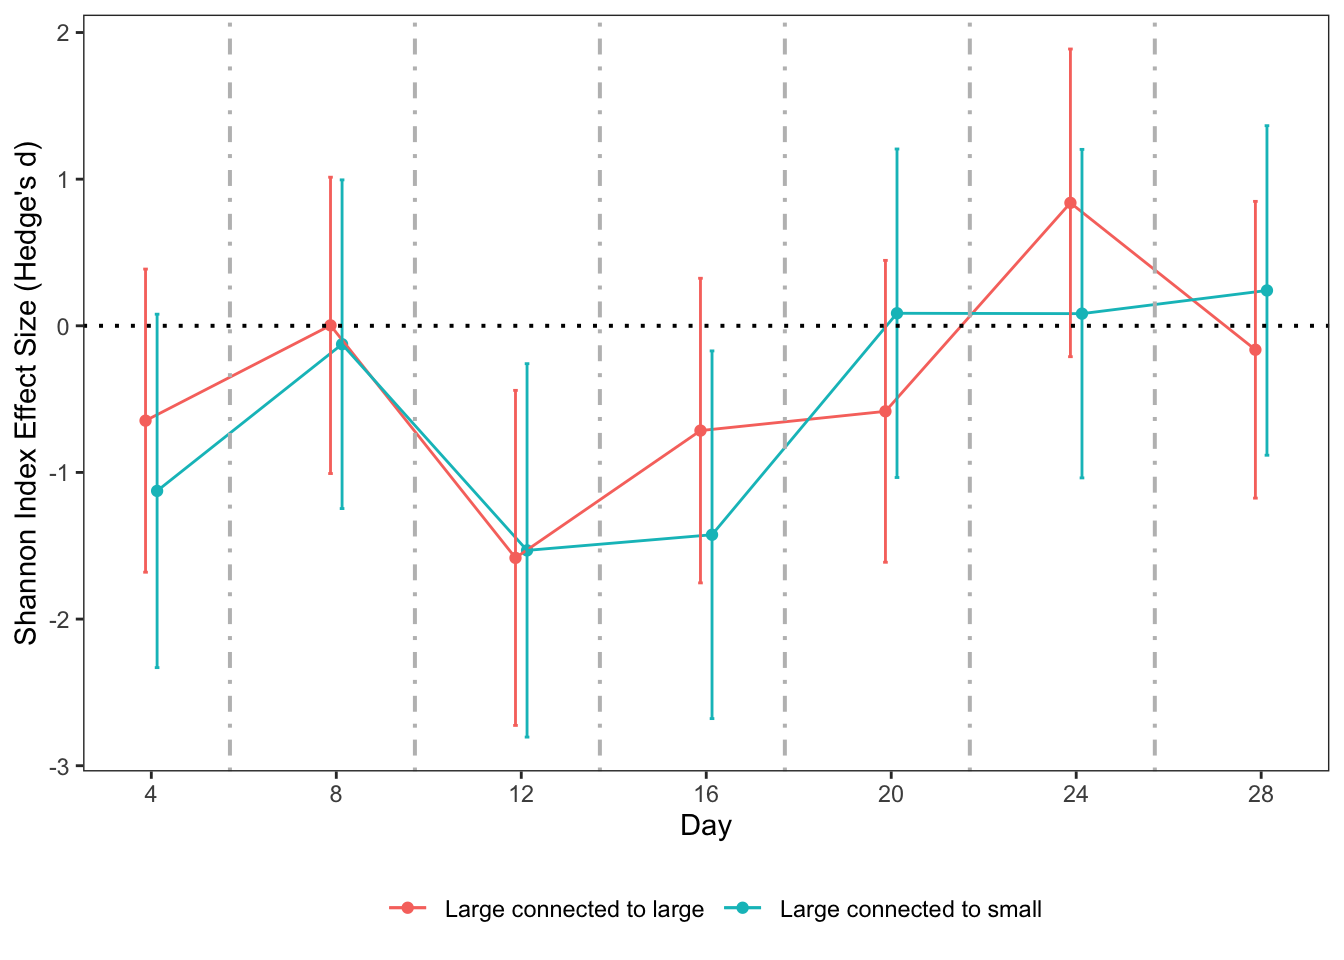 Shannon Index Effect Size (Hedge's d)
2
1
0
-1
-2
-3
4 8 12 16 20 24 28
Day
Large connected to large Large connected to small